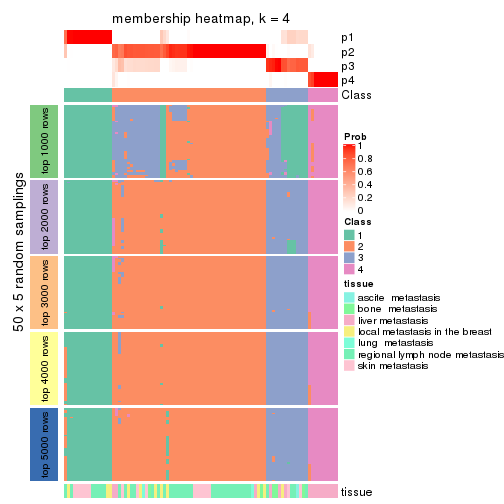 membership heatmap, k = 4
p1
p2
p3
p4
Class
50 x 5 random samplings
top 1000 rows
top 2000 rows
top 3000 rows
top 4000 rows
top 5000 rows
Prob
1
0.8
0.6
0.4
0.2
0
Class
1
2
3
4
tissue
ascite metastasis
bone metastasis
liver metastasis
local metastasis in the breast
lung metastasis
regional lymph node metastasis
skin metastasis
tissue